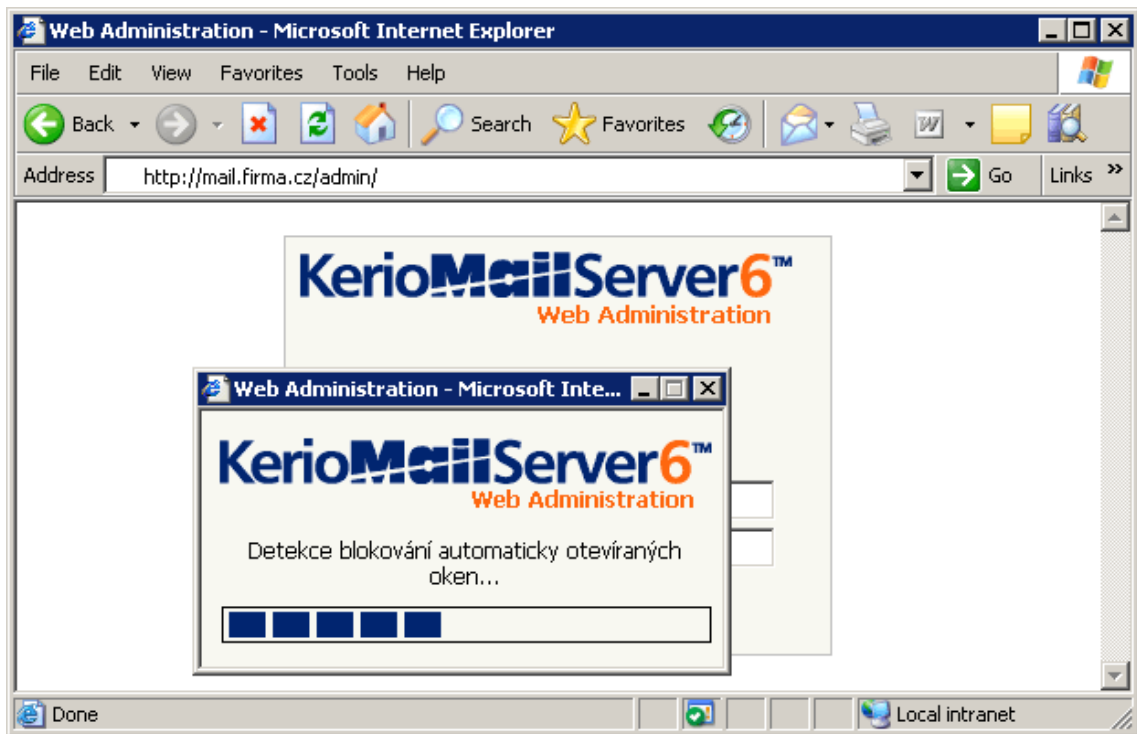 Web Administration - Microsoft Internet Explorer
File Edit View Favorites Tools Help
Back Search Favorites W
Address http://mail.firma.cz/admin/ Go Links »
KerioMailServer6™
Web Administration
Web Administration - Microsoft Inte...
KerioMailServer6™
Web Administration
Detekce blokování automaticky otevíraných
oken...
Done Local intranet